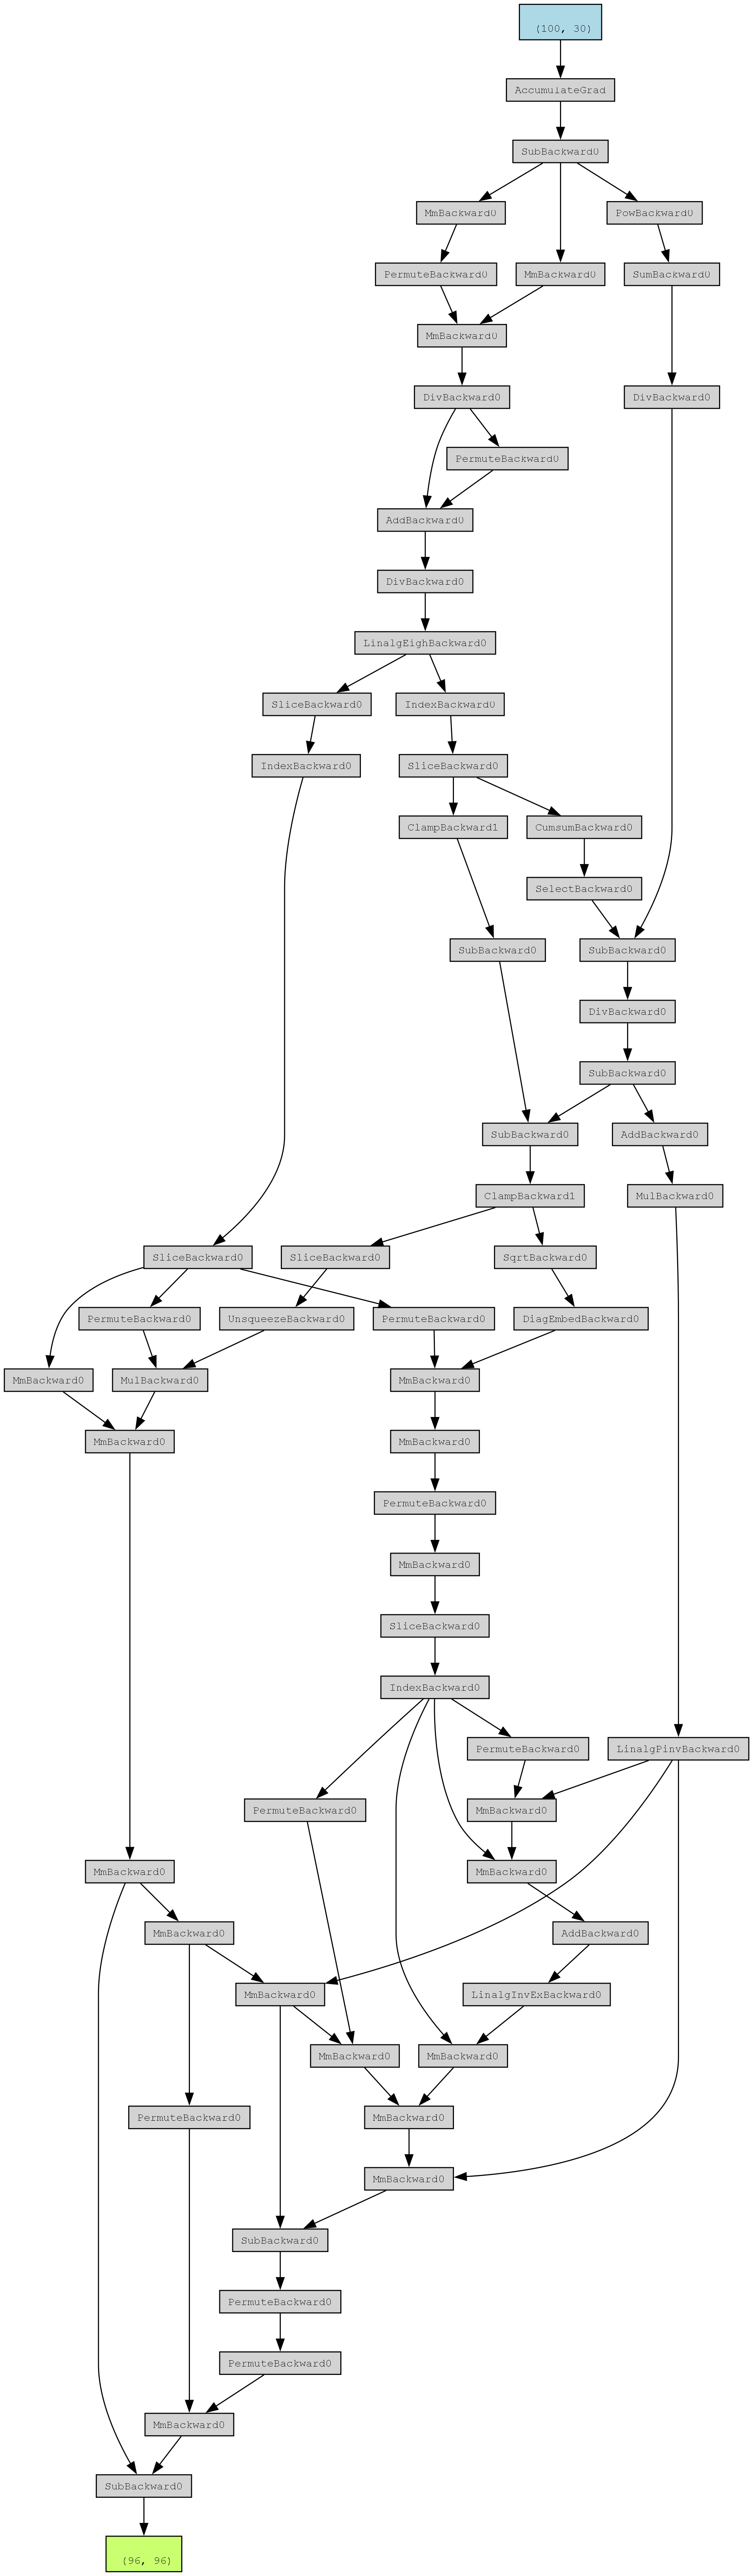 (100, 30)
AccumulateGrad
SubBackward0
MmBackward0
PowBackward0
PermuteBackward0
MmBackward0
SumBackward0
MmBackward0
DivBackward0
DivBackward0
PermuteBackward0
AddBackward0
DivBackward0
LinalgEighBackward0
SliceBackward0
IndexBackward0
IndexBackward0
SliceBackward0
ClampBackward1
CumsumBackward0
SelectBackward0
SubBackward0
SubBackward0
DivBackward0
SubBackward0
SubBackward0
AddBackward0
ClampBackward1
MulBackward0
SliceBackward0
SliceBackward0
SqrtBackward0
PermuteBackward0
UnsqueezeBackward0
PermuteBackward0
DiagEmbedBackward0
MmBackward0
MulBackward0
MmBackward0
MmBackward0
MmBackward0
PermuteBackward0
MmBackward0
SliceBackward0
IndexBackward0
PermuteBackward0
LinalgPinvBackward0
PermuteBackward0
MmBackward0
MmBackward0
MmBackward0
MmBackward0
AddBackward0
MmBackward0
LinalgInvExBackward0
MmBackward0
MmBackward0
PermuteBackward0
MmBackward0
MmBackward0
SubBackward0
PermuteBackward0
PermuteBackward0
MmBackward0
SubBackward0
(96, 96)